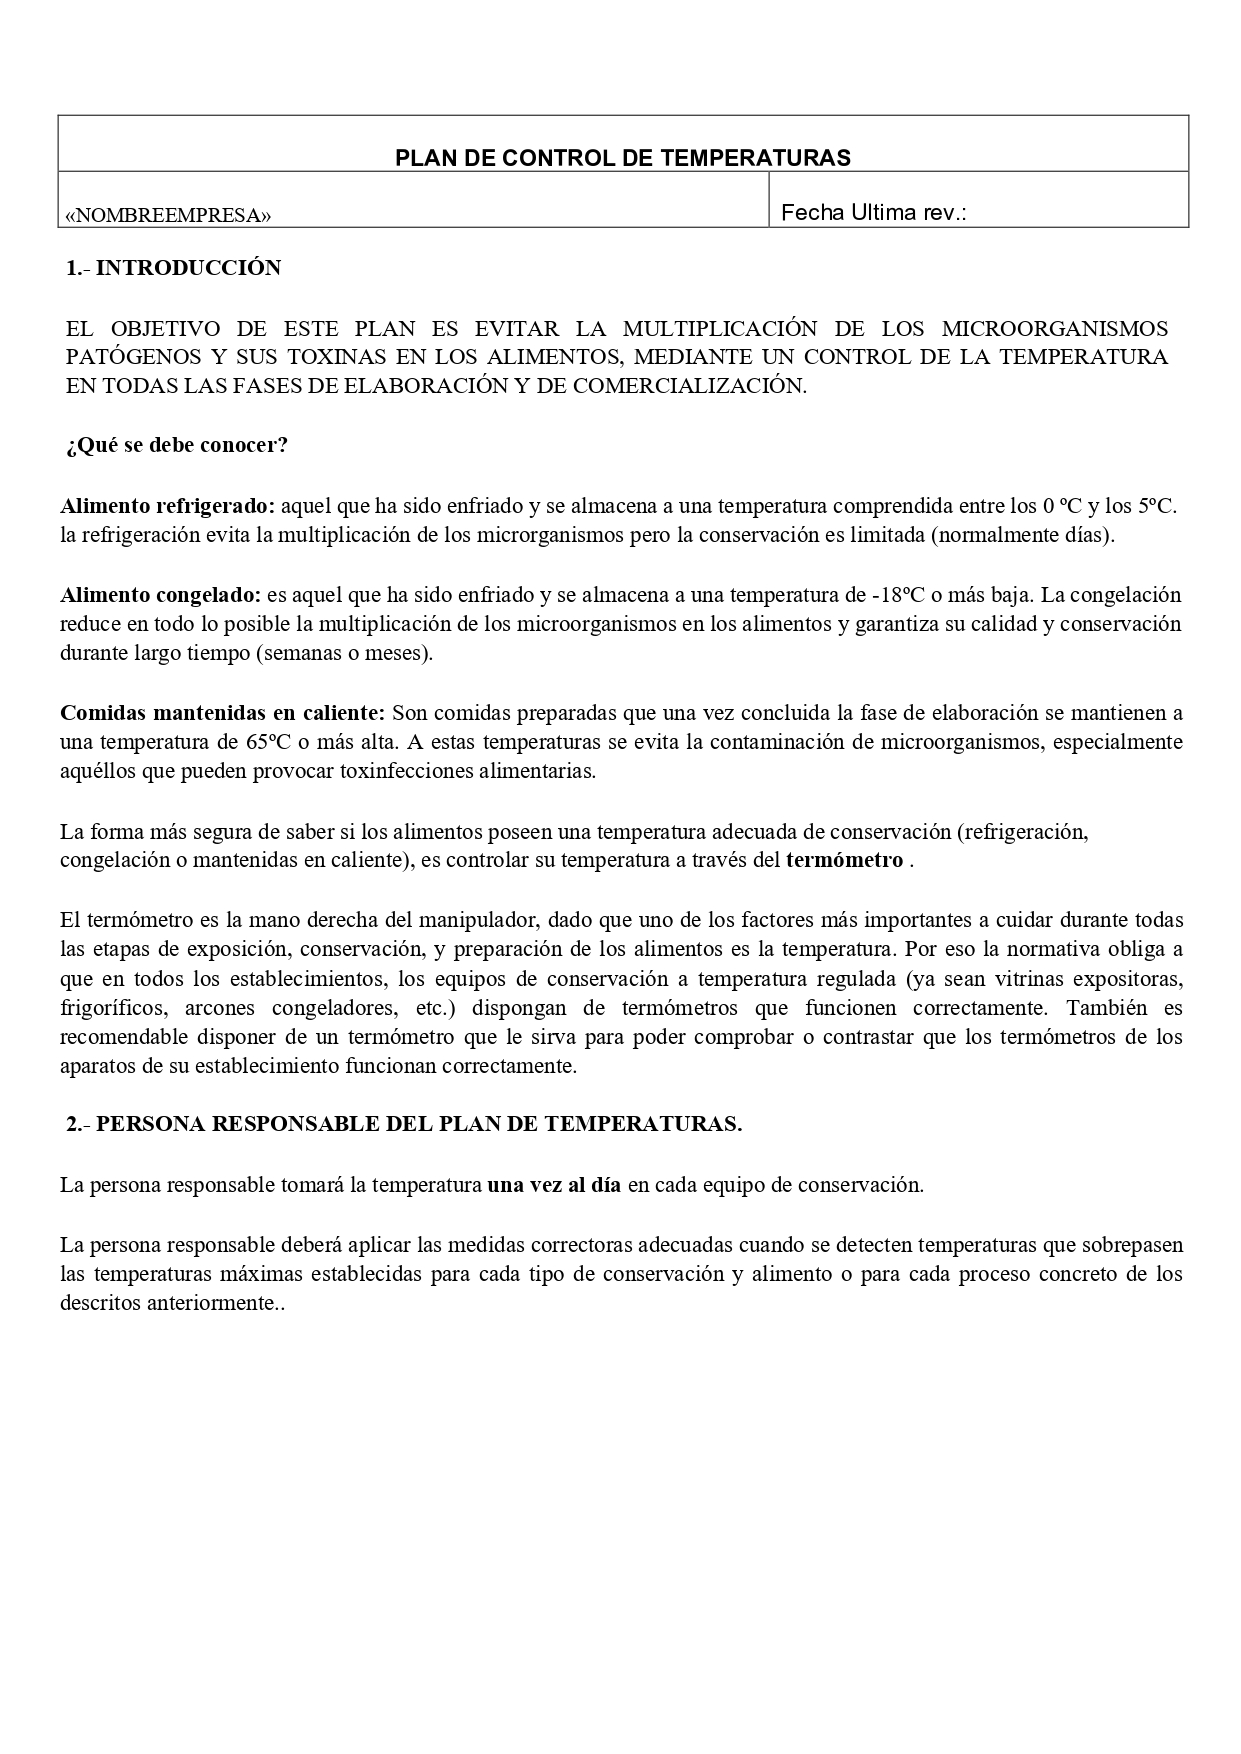 PLAN DE CONTROL DE TEMPERATURAS
«NOMBREEMPRESA»
Fecha Ultima rev.:
1.- INTRODUCCIÓN
EL OBJETIVO DE ESTE PLAN ES EVITAR LA MULTIPLICACIÓN DE LOS MICROORGANISMOS
PATÓGENOS Y SUS TOXINAS EN LOS ALIMENTOS, MEDIANTE UN CONTROL DE LA TEMPERATURA
EN TODAS LAS FASES DE ELABORACIÓN Y DE COMERCIALIZACIÓN.
¿Qué se debe conocer?
Alimento refrigerado: aquel que ha sido enfriado y se almacena a una temperatura comprendida entre los 0 ºC y los 5ºC.
la refrigeración evita la multiplicación de los microrganismos pero la conservación es limitada (normalmente días).
Alimento congelado: es aquel que ha sido enfriado y se almacena a una temperatura de -18ºC o más baja. La congelación
reduce en todo lo posible la multiplicación de los microorganismos en los alimentos y garantiza su calidad y conservación
durante largo tiempo (semanas o meses).
Comidas mantenidas en caliente: Son comidas preparadas que una vez concluida la fase de elaboración se mantienen a
una temperatura de 65ºC o más alta. A estas temperaturas se evita la contaminación de microorganismos, especialmente
aquéllos que pueden provocar toxinfecciones alimentarias.
La forma más segura de saber si los alimentos poseen una temperatura adecuada de conservación (refrigeración,
congelación o mantenidas en caliente), es controlar su temperatura a través del termómetro .
El termómetro es la mano derecha del manipulador, dado que uno de los factores más importantes a cuidar durante todas
las etapas de exposición, conservación, y preparación de los alimentos es la temperatura. Por eso la normativa obliga a
que en todos los establecimientos, los equipos de conservación a temperatura regulada (ya sean vitrinas expositoras,
frigoríficos, arcones congeladores, etc.) dispongan de termómetros que funcionen correctamente. También es
recomendable disponer de un termómetro que le sirva para poder comprobar o contrastar que los termómetros de los
aparatos de su establecimiento funcionan correctamente.
2.- PERSONA RESPONSABLE DEL PLAN DE TEMPERATURAS.
La persona responsable tomará la temperatura una vez al día en cada equipo de conservación.
La persona responsable deberá aplicar las medidas correctoras adecuadas cuando se detecten temperaturas que sobrepasen
las temperaturas máximas establecidas para cada tipo de conservación y alimento o para cada proceso concreto de los
descritos anteriormente..